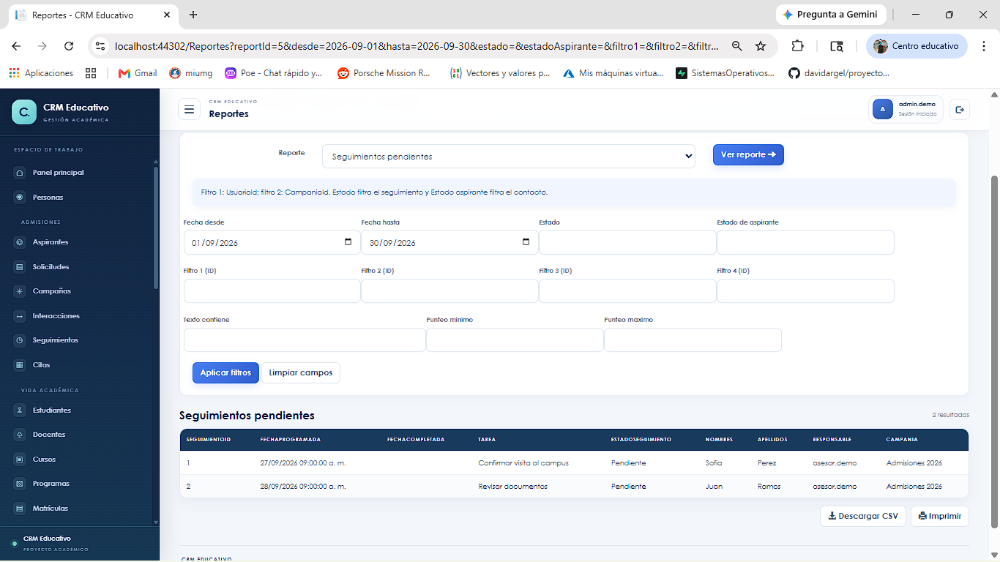 Reportes - CRM Educativo
Pregunta a Gemini
localhost:44302/Reportes?reportId=5&desde=2026-09-01&hasta=2026-09-30&estado=&estadoAspirante=&filtro1=&filtro2=&filtr...
Centro educativo
Aplicaciones
Gmail
miumg
Poe - Chat rápido y...
Porsche Mission R...
Vectores y valores p...
Mis máquinas virtua...
SistemasOperativos...
davidargel/proyecto...
C.
CRM Educativo
GESTIÓN ACADÉMICA
ESPACIO DE TRABAJO
Panel principal
Personas
ADMISIONES
Aspirantes
Solicitudes
Campañas
Interacciones
Seguimientos
Citas
VIDA ACADÉMICA
Estudiantes
Docentes
Cursos
Programas
Matrículas
CRM Educativo
PROYECTO ACADÉMICO
CRM EDUCATIVO
Reportes
A
admin.demo
Sesión iniciada
Reporte
Seguimientos pendientes
Ver reporte
Filtro 1: UsuarioId; filtro 2: CampaniaId. Estado filtra el seguimiento y Estado aspirante filtra el contacto.
Fecha desde
Fecha hasta
Estado
Estado de aspirante
01/09/2026
30/09/2026
Filtro 1 (ID)
Filtro 2 (ID)
Filtro 3 (ID)
Filtro 4 (ID)
Texto contiene
Punteo minimo
Punteo maximo
Aplicar filtros
Limpiar campos
Seguimientos pendientes
2 resultados
SEGUIMIENTOID FECHAPROGRAMADA FECHACOMPLETADA TAREA ESTADOSEGUIMIENTO NOMBRES APELLIDOS RESPONSABLE CAMPANIA
1 27/09/2026 09:00:00 a. m. Confirmar visita al campus Pendiente Sofia Perez asesor.demo Admisiones 2026
2 28/09/2026 09:00:00 a. m. Revisar documentos Pendiente Juan Ramos asesor.demo Admisiones 2026
Descargar CSV
Imprimir
CRM EDUCATIVO